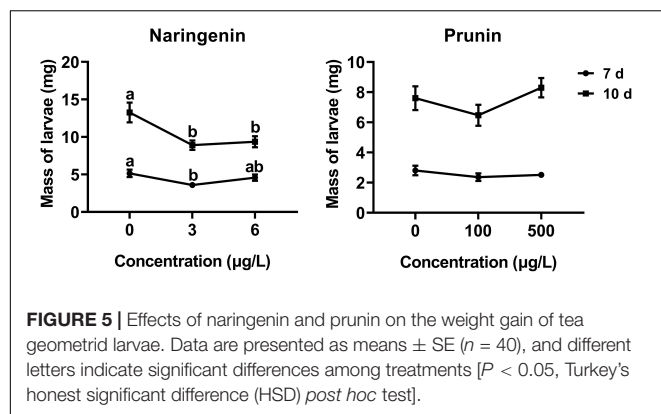 Naringenin
Mass of larvae (mg)
20
15
10
5
0
a
b
b
a
b
ab
0 3 6
Concentration (µg/L)
Prunin
Mass of larvae (mg)
10
8
6
4
2
0
0 100 500
Concentration (µg/L)
7 d
10 d
FIGURE 5 | Effects of naringenin and prunin on the weight gain of tea
geometrid larvae. Data are presented as means ± SE (n = 40), and different
letters indicate significant differences among treatments [P < 0.05, Turkey's
honest significant difference (HSD) post hoc test].